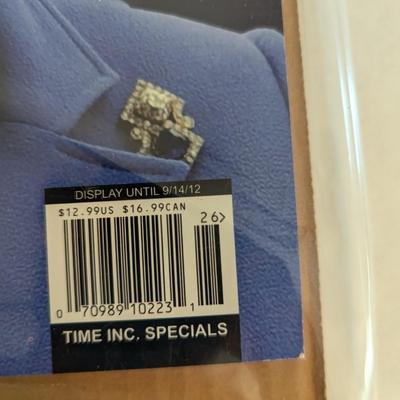 DISPLAY UNTIL 9/14/12
$12.99US $16.99CAN
26>
0 70989 10223 1
TIME INC. SPECIALS